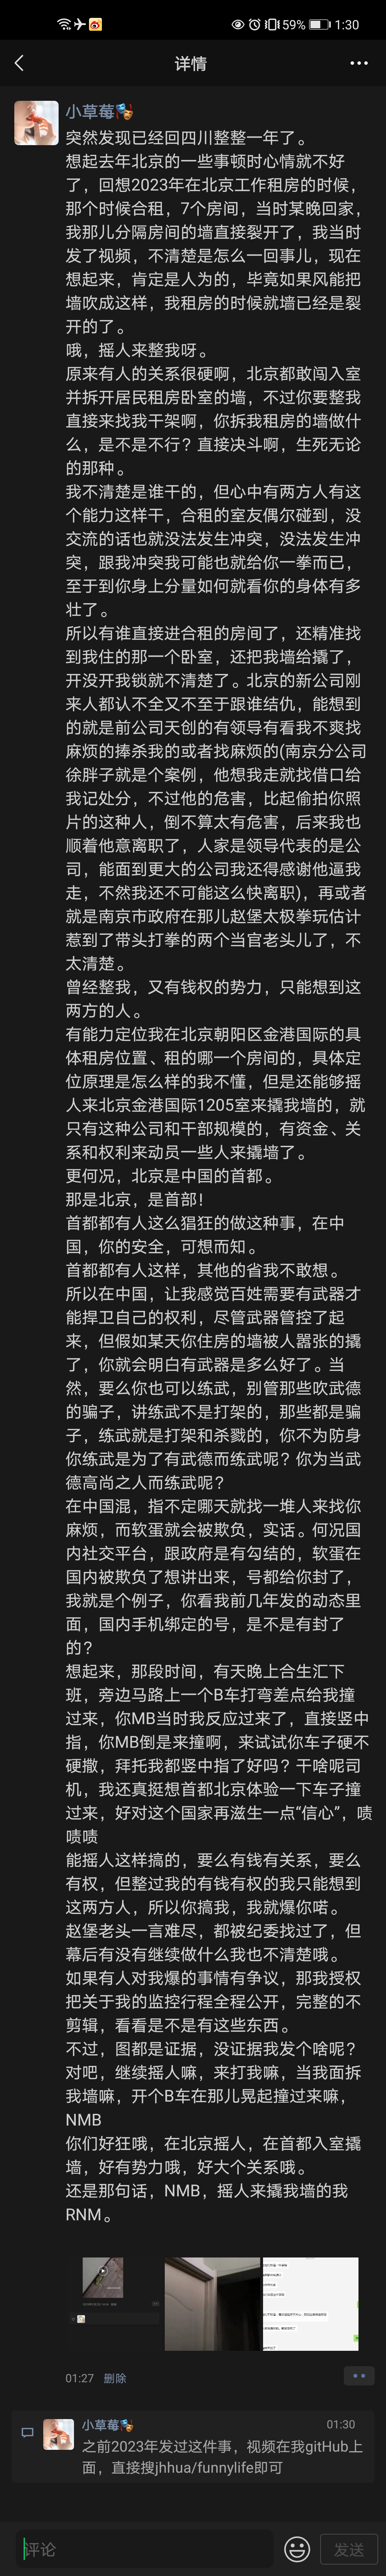 59% 1:30
详情
小草莓
突然发现已经回四川整整一年了。
想起去年北京的一些事顿时心情就不好
了，回想2023年在北京工作租房的时候，
那个时候合租，7个房间，当时某晚回家，
我那儿分隔房间的墙直接裂开了，我当时
发了视频，不清楚是怎么一回事儿，现在
想起来，肯定是人为的，毕竟如果风能把
墙吹成这样，我租房的时候就墙已经是裂
开的了。
哦，摇人来整我呀。
原来有人的关系很硬啊，北京都敢闯入室
并拆开居民租房卧室的墙，不过你要整我
直接来找我干架啊，你拆我租房的墙做什
么，是不是不行？直接决斗啊，生死无论
的那种。
我不清楚是谁干的，但心中有两方人有这
个能力这样干，合租的室友偶尔碰到，没
交流的话也就没法发生冲突，没法发生冲
突，跟我冲突我可能也就给你一拳而已，
至于到你身上分量如何就看你的身体有多
壮了。
所以有谁直接进合租的房间了，还精准找
到我住的那一个卧室，还把我墙给撬了，
开没开我锁就不清楚了。北京的新公司刚
来人都认不全又不至于跟谁结仇，能想到
的就是前公司天创的有领导有看我不爽找
麻烦的捧杀我的或者找麻烦的(南京分公司
徐胖子就是个案例，他想我走就找借口给
我记处分，不过他的危害，比起偷拍你照
片的这种人，倒不算太有危害，后来我也
顺着他意离职了，人家是领导代表的是公
司，能面到更大的公司我还得感谢他逼我
走，不然我还不可能这么快离职)，再或者
就是南京市政府在那儿赵堡太极拳玩估计
惹到了带头打拳的两个当官老头儿了，不
太清楚。
曾经整我，又有钱权的势力，只能想到这
两方的人。
有能力定位我在北京朝阳区金港国际的具
体租房位置、租的哪一个房间的，具体定
位原理是怎么样的我不懂，但是还能够摇
人来北京金港国际1205室来撬我墙的，就
只有这种公司和干部规模的，有资金、关
系和权利来动员一些人来撬墙了。
更何况，北京是中国的首都。
那是北京，是首部！
首都都有人这么猖狂的做这种事，在中
国，你的安全，可想而知。
首都都有人这样，其他的省我不敢想。
所以在中国，让我感觉百姓需要有武器才
能捍卫自己的权利，尽管武器管控了起
来，但假如某天你住房的墙被人嚣张的撬
了，你就会明白有武器是多么好了。当
然，要么你也可以练武，别管那些吹武德
的骗子，讲练武不是打架的，那些都是骗
子，练武就是打架和杀戮的，你不为防身
你练武是为了有武德而练武呢？你为当武
德高尚之人而练武呢？
在中国混，指不定哪天就找一堆人来找你
麻烦，而软蛋就会被欺负，实话。何况国
内社交平台，跟政府是有勾结的，软蛋在
国内被欺负了想讲出来，号都给你封了，
我就是个例子，你看我前几年发的动态里
面，国内手机绑定的号，是不是有封了
的？
想起来，那段时间，有天晚上合生汇下
班，旁边马路上一个B车打弯差点给我撞
过来，你MB当时我反应过来了，直接竖中
指，你MB倒是来撞啊，来试试你车子硬不
硬撒，拜托我都竖中指了好吗？干啥呢司
机，我还真挺想首都北京体验一下车子撞
过来，好对这个国家再滋生一点“信心”，啧
啧啧
能摇人这样搞的，要么有钱有关系，要么
有权，但整过我的有钱有权的我只能想到
这两方人，所以你搞我，我就爆你喏。
赵堡老头一言难尽，都被纪委找过了，但
幕后有没有继续做什么我也不清楚哦。
如果有人对我爆的事情有争议，那我授权
把关于我的监控行程全程公开，完整的不
剪辑，看看是不是有这些东西。
不过，图都是证据，没证据我发个啥呢？
对吧，继续摇人嘛，来打我嘛，当我面拆
我墙嘛，开个B车在那儿晃起撞过来嘛，
NMB
你们好狂哦，在北京摇人，在首都入室撬
墙，好有势力哦，好大个关系哦。
还是那句话，NMB，摇人来撬我墙的我
RNM。
01:27 删除
小草莓 01:30
之前2023年发过这件事，视频在我gitHub上
面，直接搜jhhua/funnylife即可
评论
发送